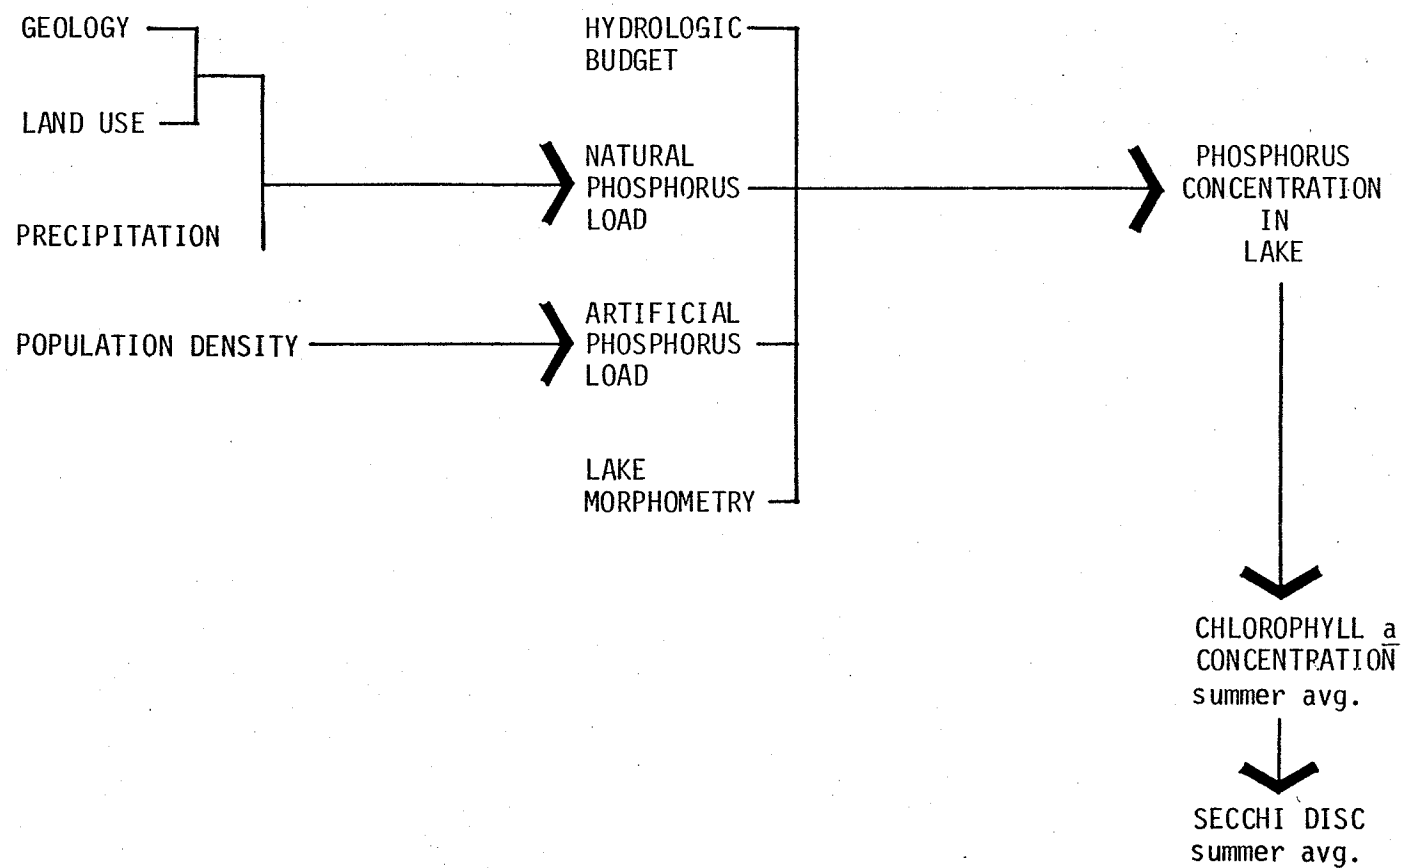 GEOLOGY
LAND USE
PRECIPITATION
POPULATION DENSITY
HYDROLOGIC
BUDGET
NATURAL
PHOSPHORUS
LOAD
ARTIFICIAL
PHOSPHORUS
LOAD
LAKE
MORPHOMETRY
PHOSPHORUS
CONCENTRATION
IN
LAKE
CHLOROPHYLL a
CONCENTRATION
summer avg.
SECCHI DISC
summer avg.